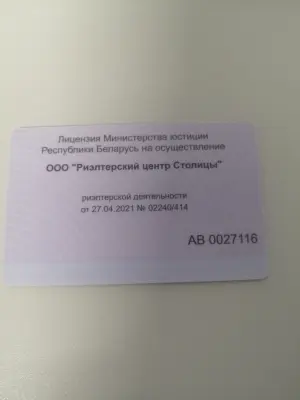 Лицензия Министерства юстиции
Республики Беларусь на осуществление
ООО "Риэлтерский центр Столицы"
риэлтерской деятельности
от 27.04.2021 № 02240/414
АВ 0027116